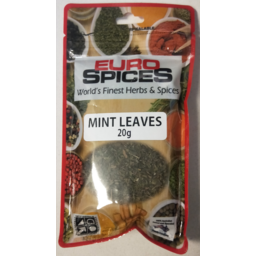 EURO
SPICES
World's Finest Herbs & Spices
MINT LEAVES
20g